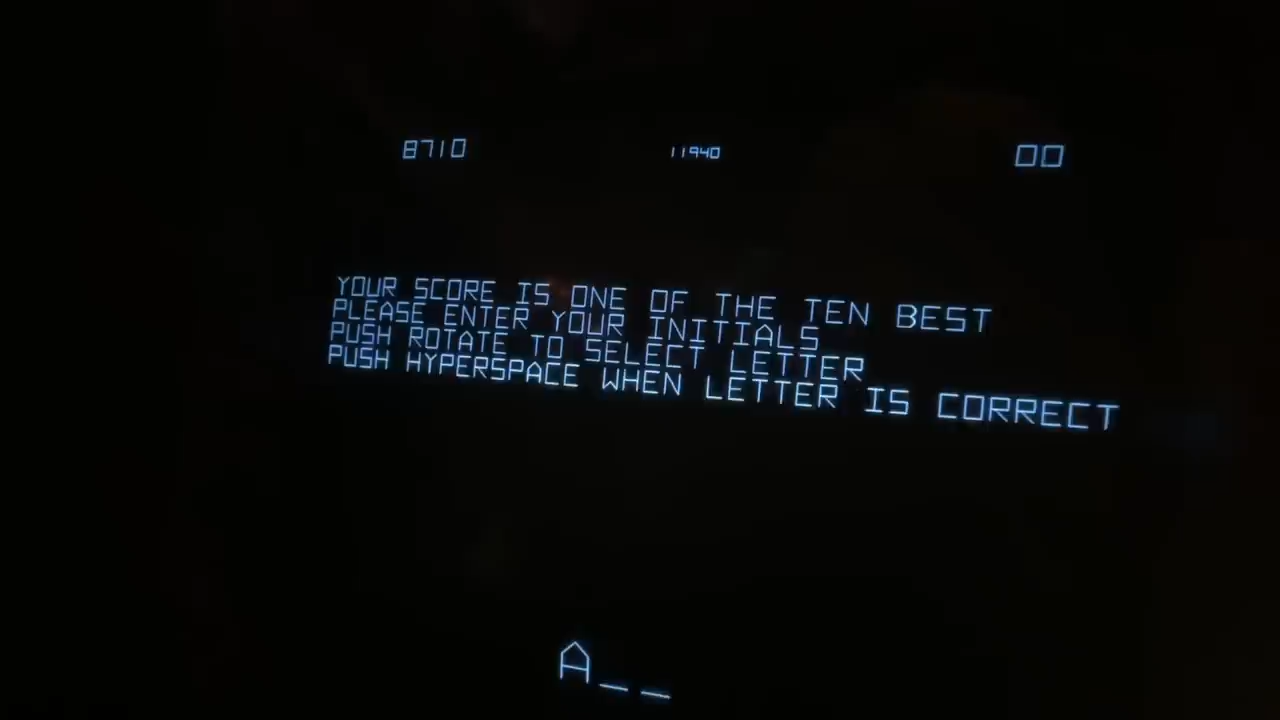 8710 11940 00
YOUR SCORE IS ONE OF THE TEN BEST
PLEASE ENTER YOUR INITIALS
PUSH ROTATE TO SELECT LETTER
PUSH HYPERSPACE WHEN LETTER IS CORRECT
A__